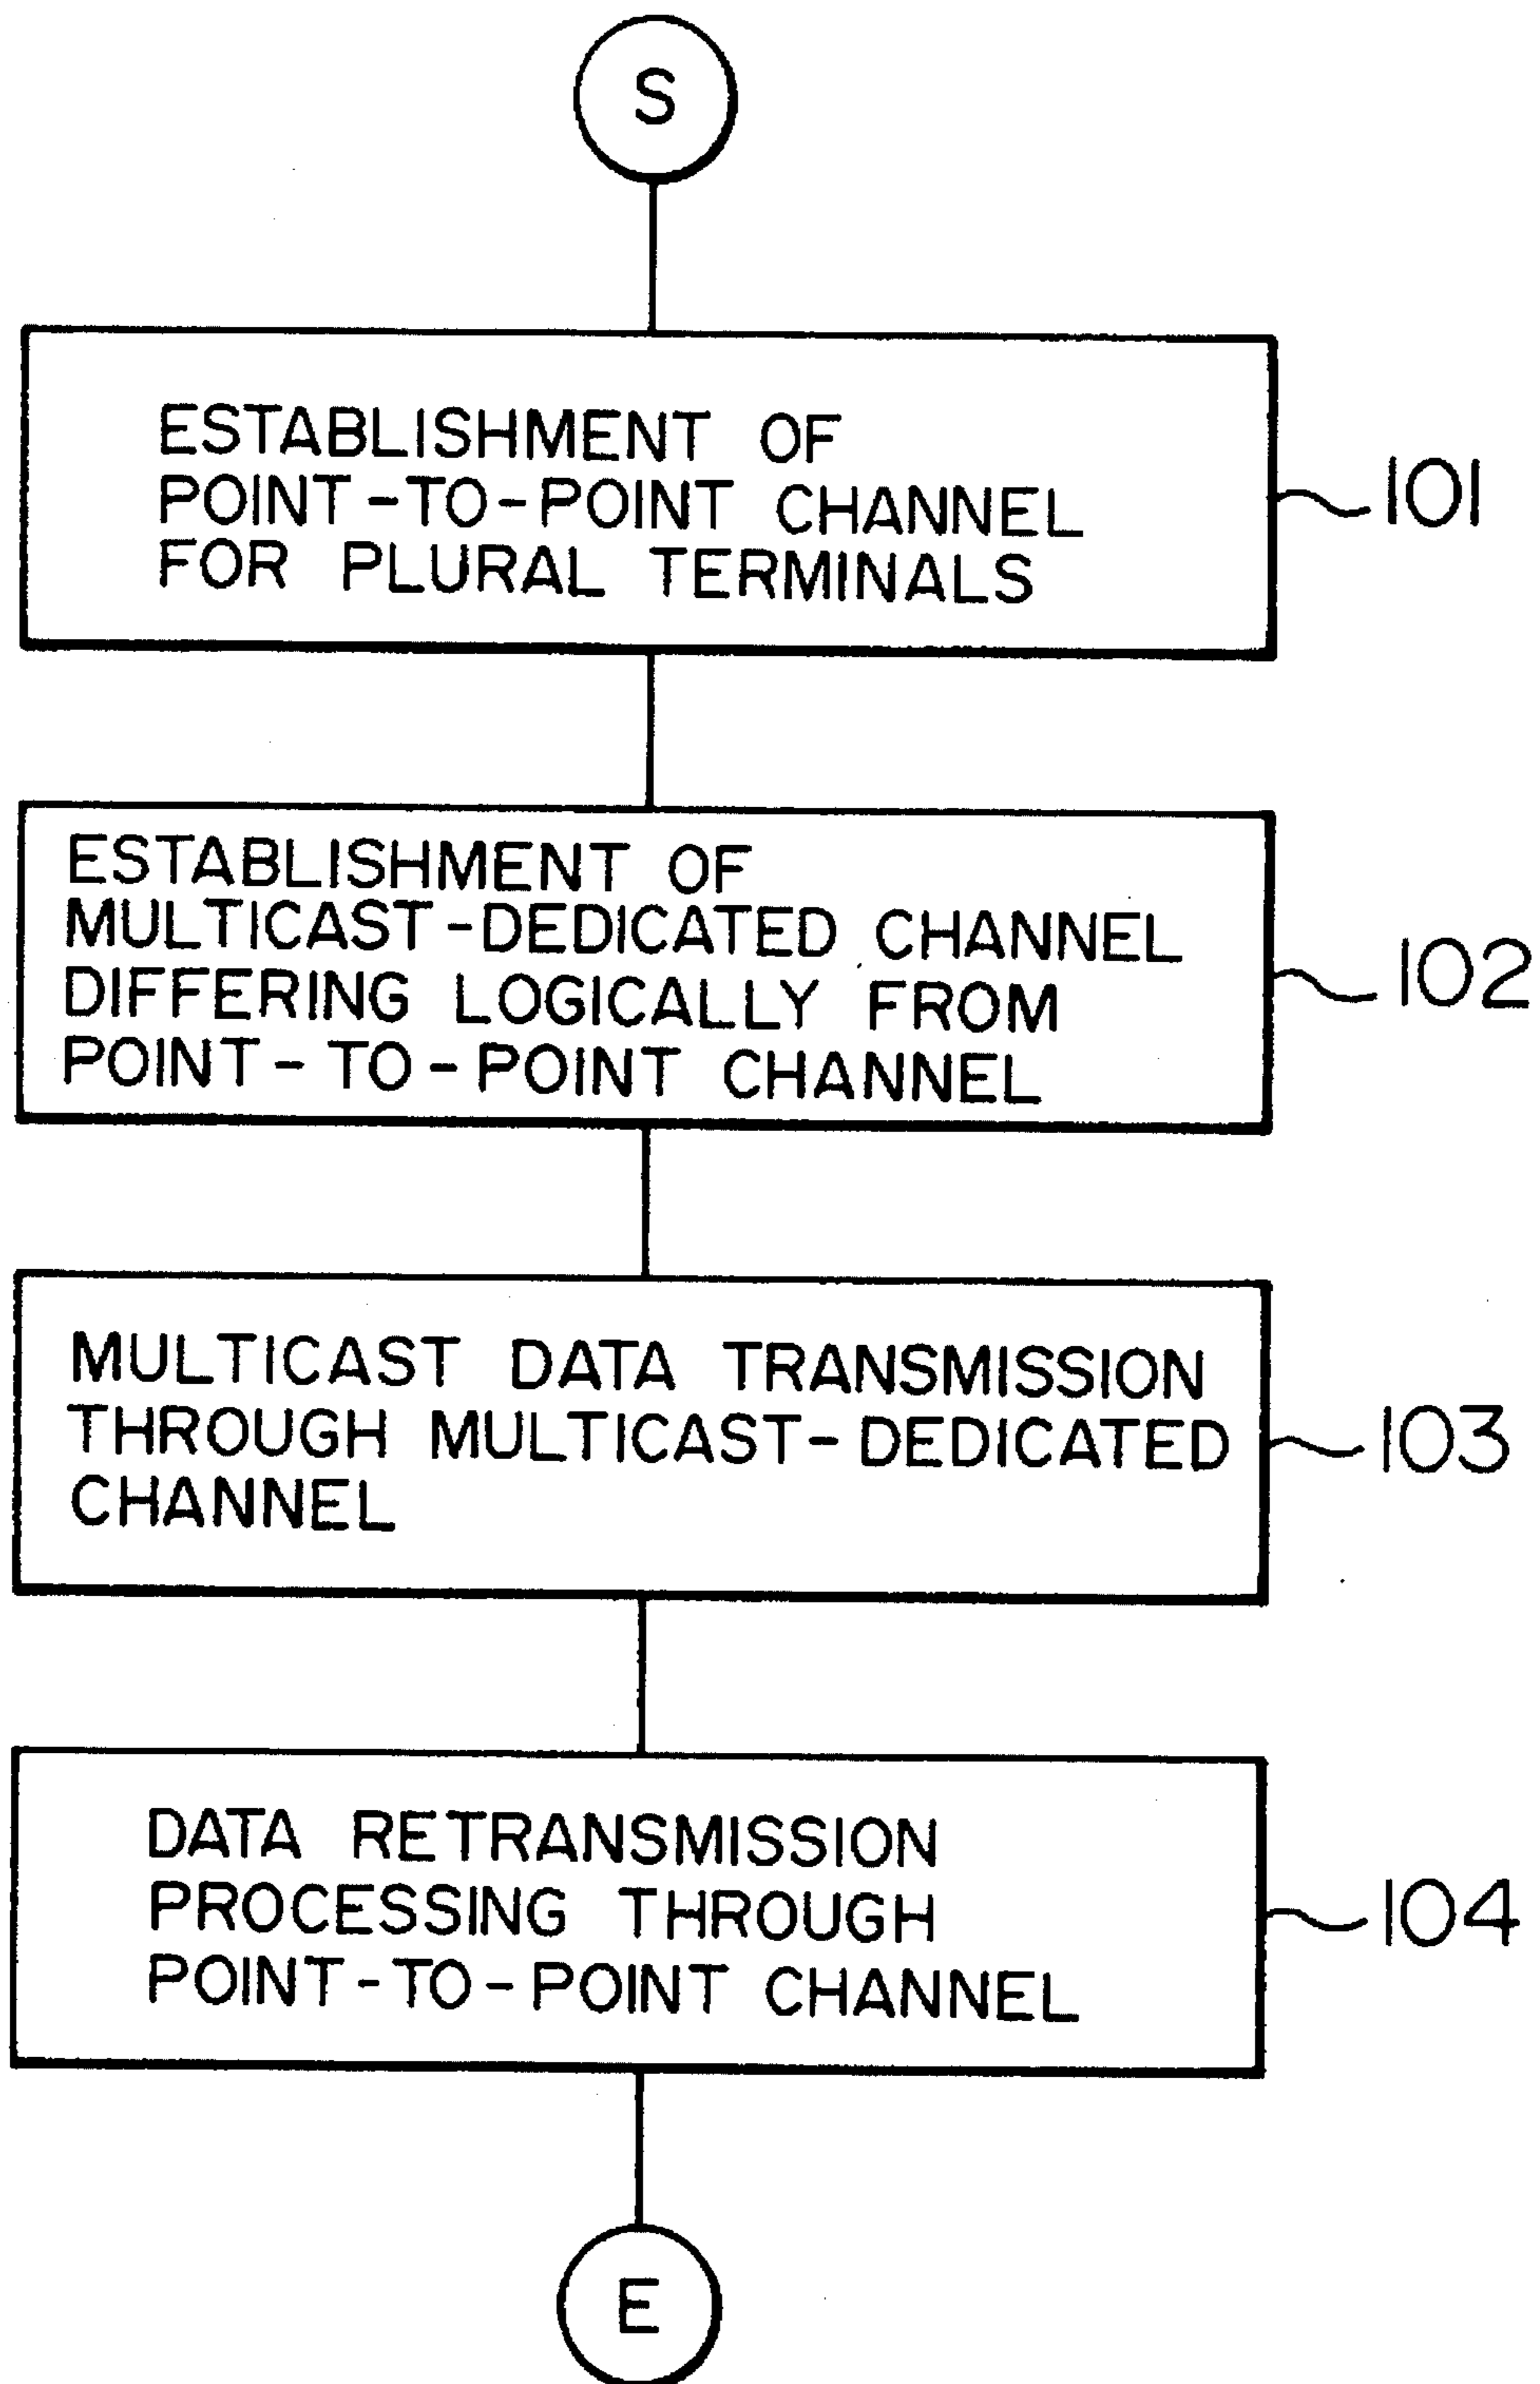 S
ESTABLISHMENT OF
POINT-TO-POINT CHANNEL
FOR PLURAL TERMINALS
101
ESTABLISHMENT OF
MULTICAST-DEDICATED CHANNEL
DIFFERING LOGICALLY FROM
POINT-TO-POINT CHANNEL
102
MULTICAST DATA TRANSMISSION
THROUGH MULTICAST-DEDICATED
CHANNEL
103
DATA RETRANSMISSION
PROCESSING THROUGH
POINT-TO-POINT CHANNEL
104
E